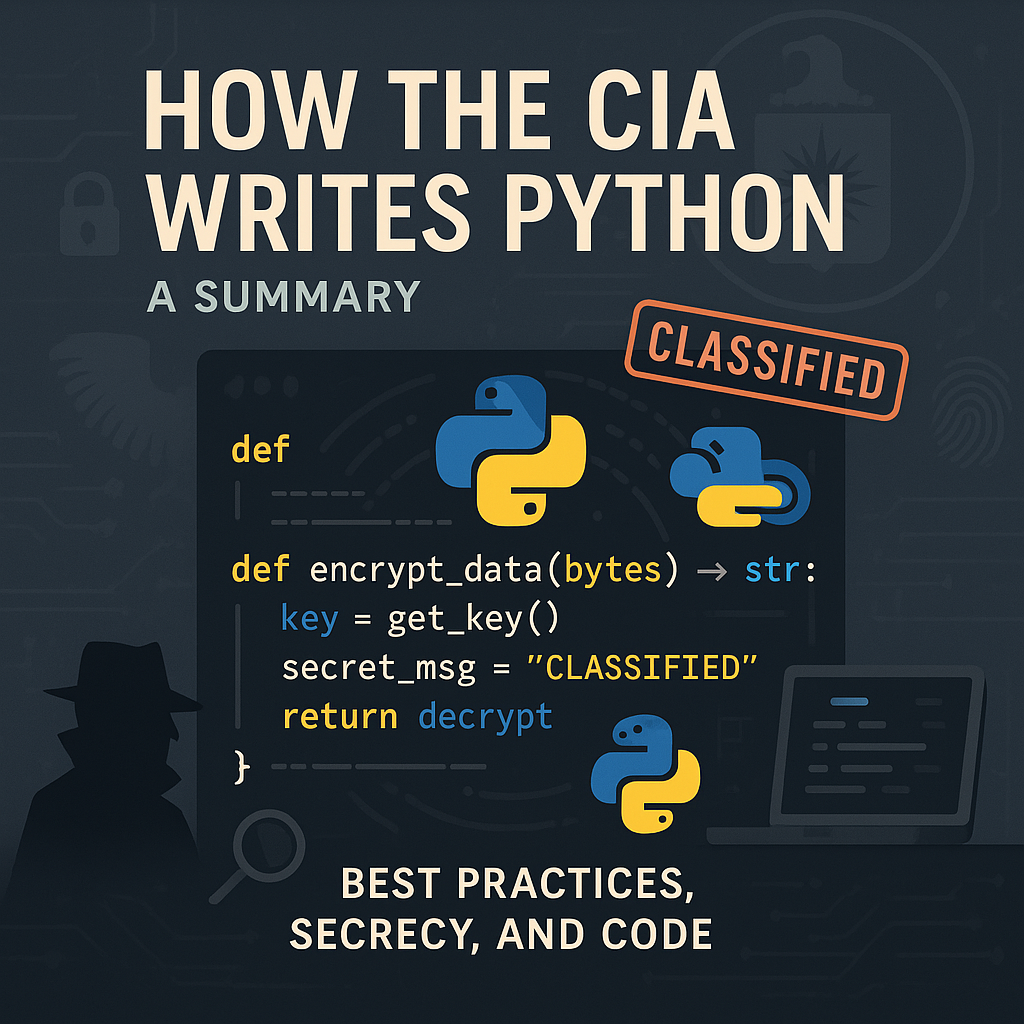 HOW THE CIA
WRITES PYTHON
A SUMMARY
CLASSIFIED
def
def encrypt_data(bytes) → str:
key = get_key()
secret_msg = "CLASSIFIED"
return decrypt
}
BEST PRACTICES,
SECRECY, AND CODE